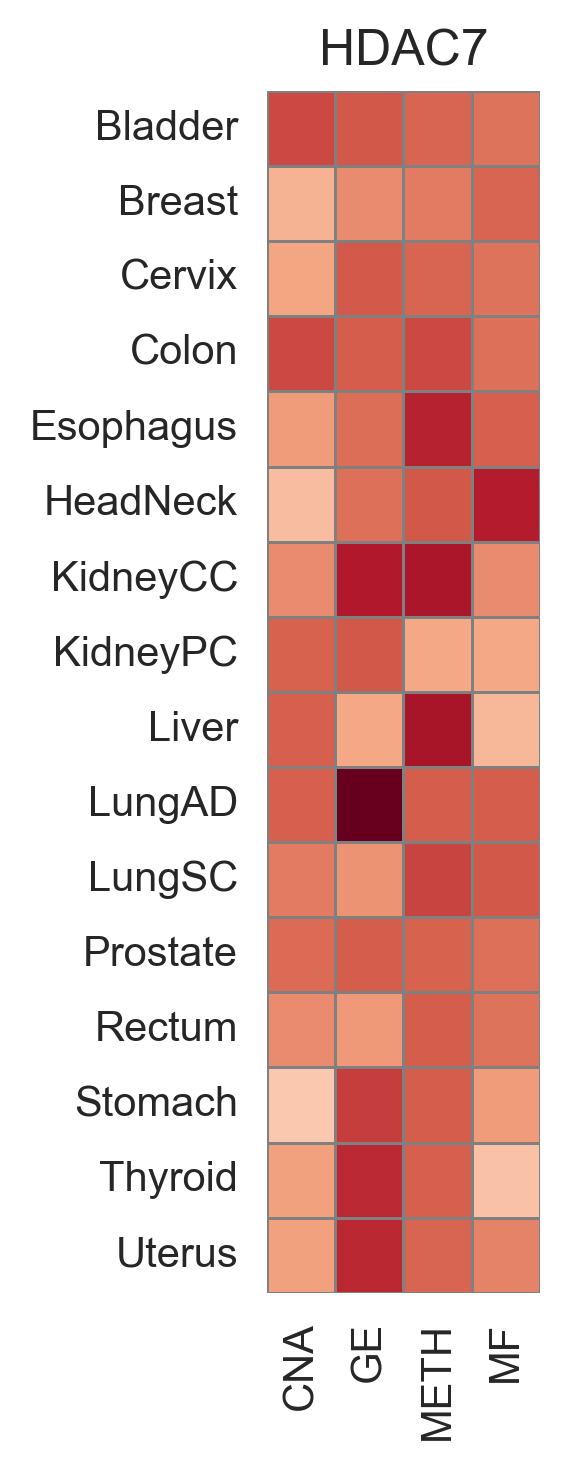 HDAC7
Bladder
Breast
Cervix
Colon
Esophagus
HeadNeck
KidneyCC
KidneyPC
Liver
LungAD
LungSC
Prostate
Rectum
Stomach
Thyroid
Uterus
CNA
GE
METH
MF